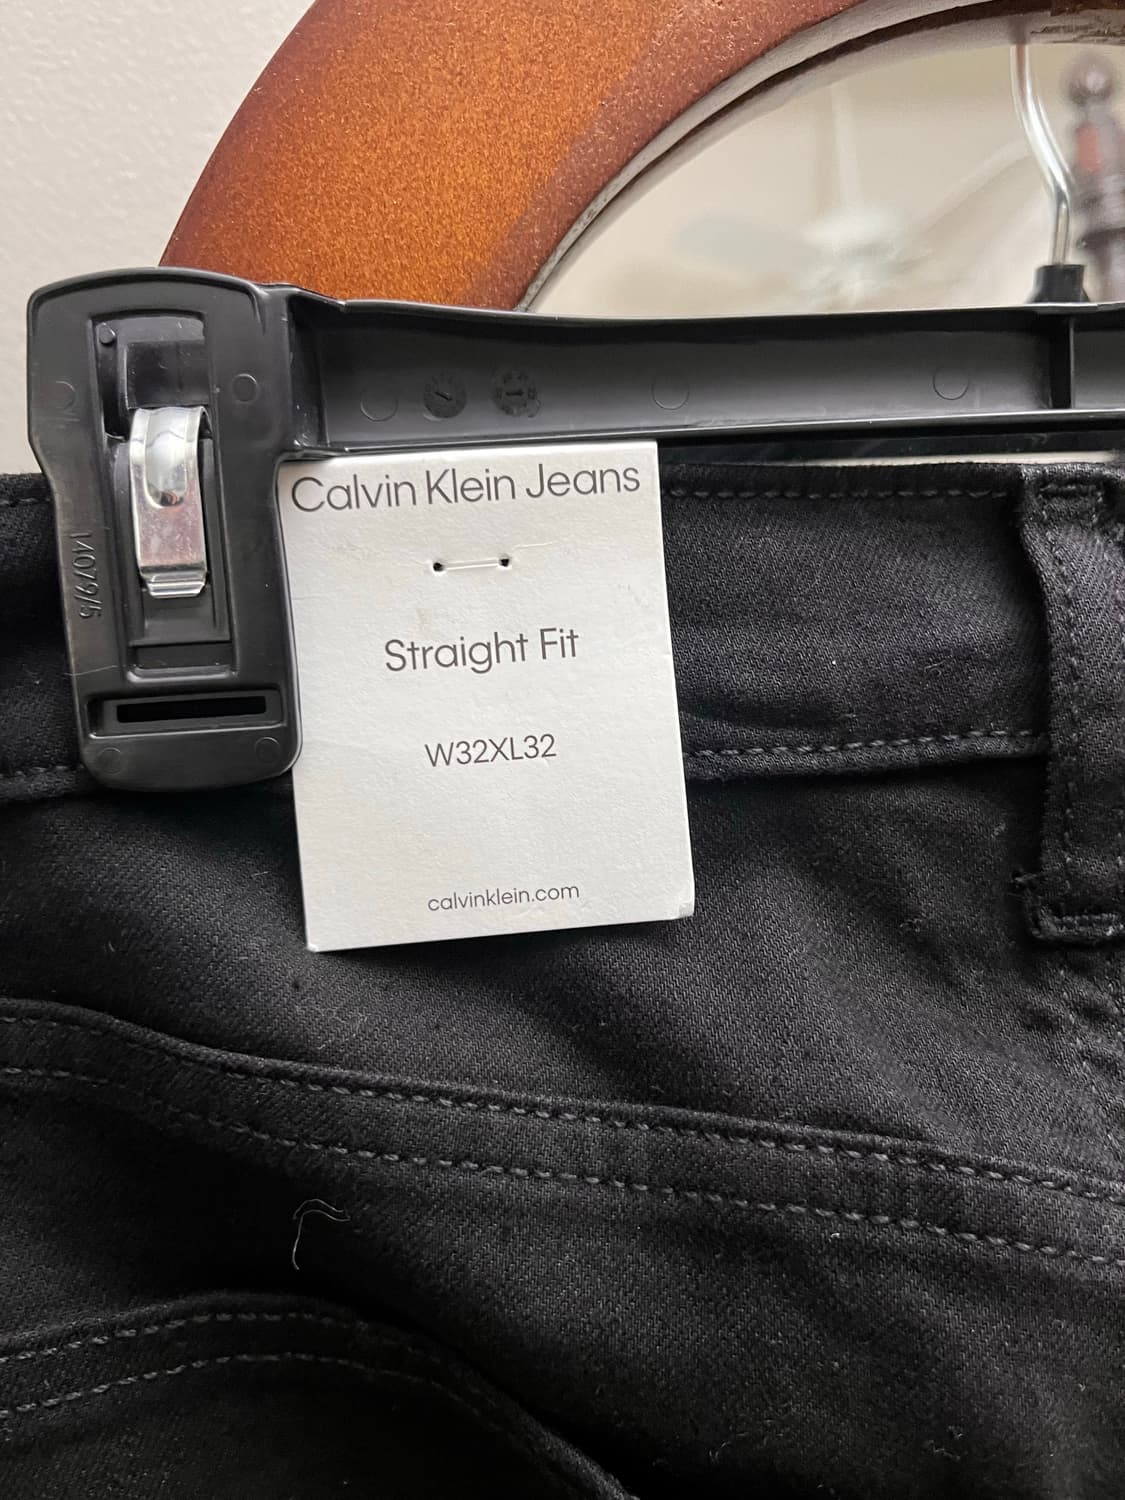 Calvin Klein Jeans
Straight Fit
W32XL32
calvinklein.com